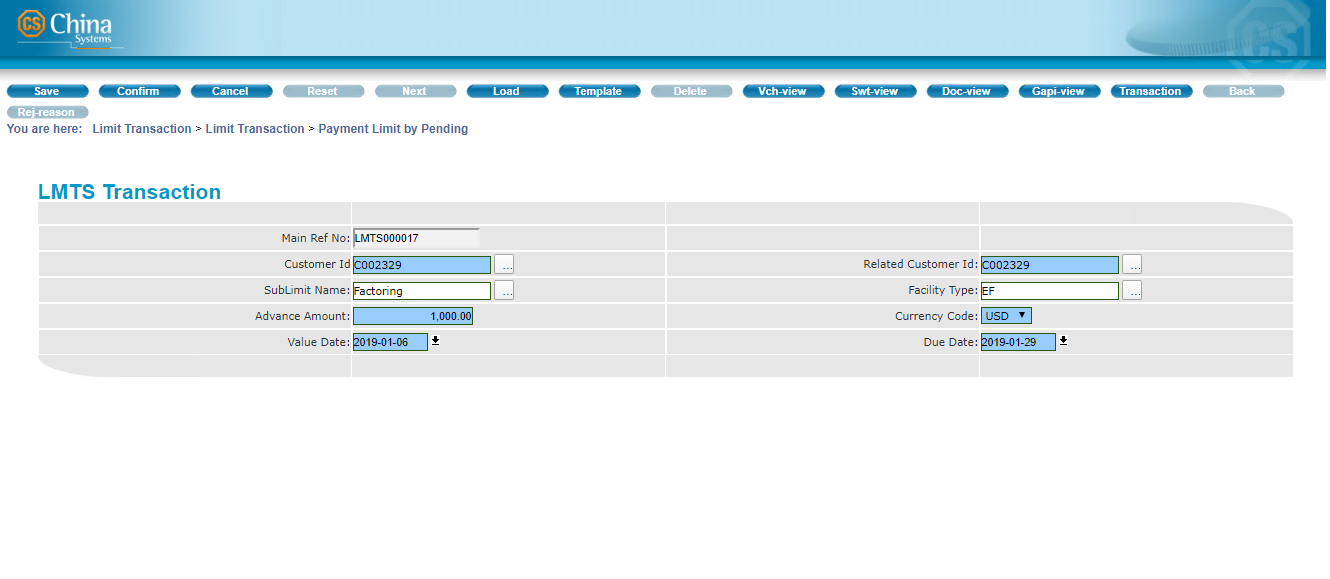 CS China
Systems
CS
Save Confirm Cancel Reset Next Load Template Delete Vch-view Swt-view Doc-view Gapi-view Transaction Back
Rej-reason
You are here: Limit Transaction > Limit Transaction > Payment Limit by Pending
LMTS Transaction
Main Ref No: LMTS000017
Customer Id C002329 ... Related Customer Id: C002329 ...
SubLimit Name: Factoring ... Facility Type: EF ...
Advance Amount: 1,000.00 Currency Code: USD
Value Date: 2019-01-06 Due Date: 2019-01-29